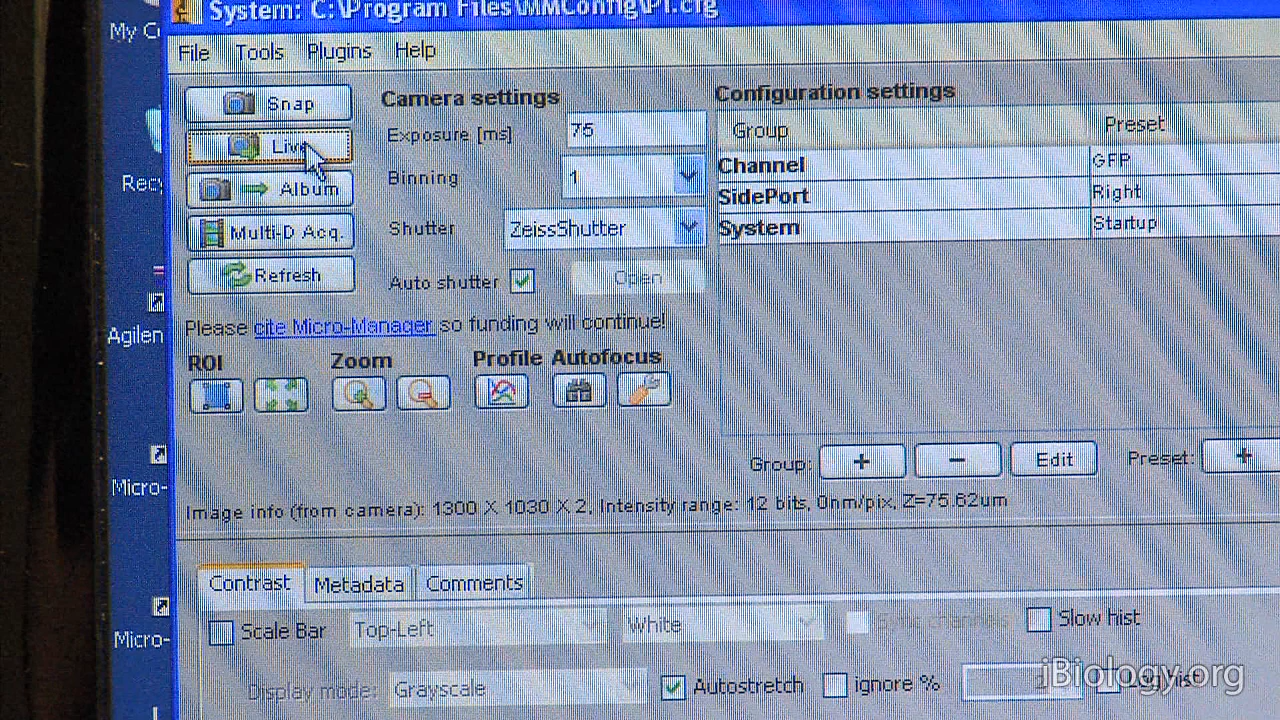 System: C:\Program Files\MMConfig\PI.cfg
My
File Tools Plugins Help
Snap
Camera settings
Configuration settings
Exposure [ms] 75
Group Preset
Live
Channel GFP
Binning 1
SidePort Right
Album
Shutter ZeissShutter
System Startup
Multi-D Acq.
Refresh
Auto shutter
Open
Please cite Micro-Manager so funding will continue!
Agilen
ROI Zoom Profile Autofocus
Group: + - Edit Preset: +
Micro-
Image info (from camera): 1300 X 1030 X 2, Intensity range: 12 bits, 0nm/pix, Z=75.62um
Contrast Metadata Comments
Scale Bar Top-Left White Slow hist
Micro-
Display mode: Grayscale Autostretch ignore %
iBiology.org